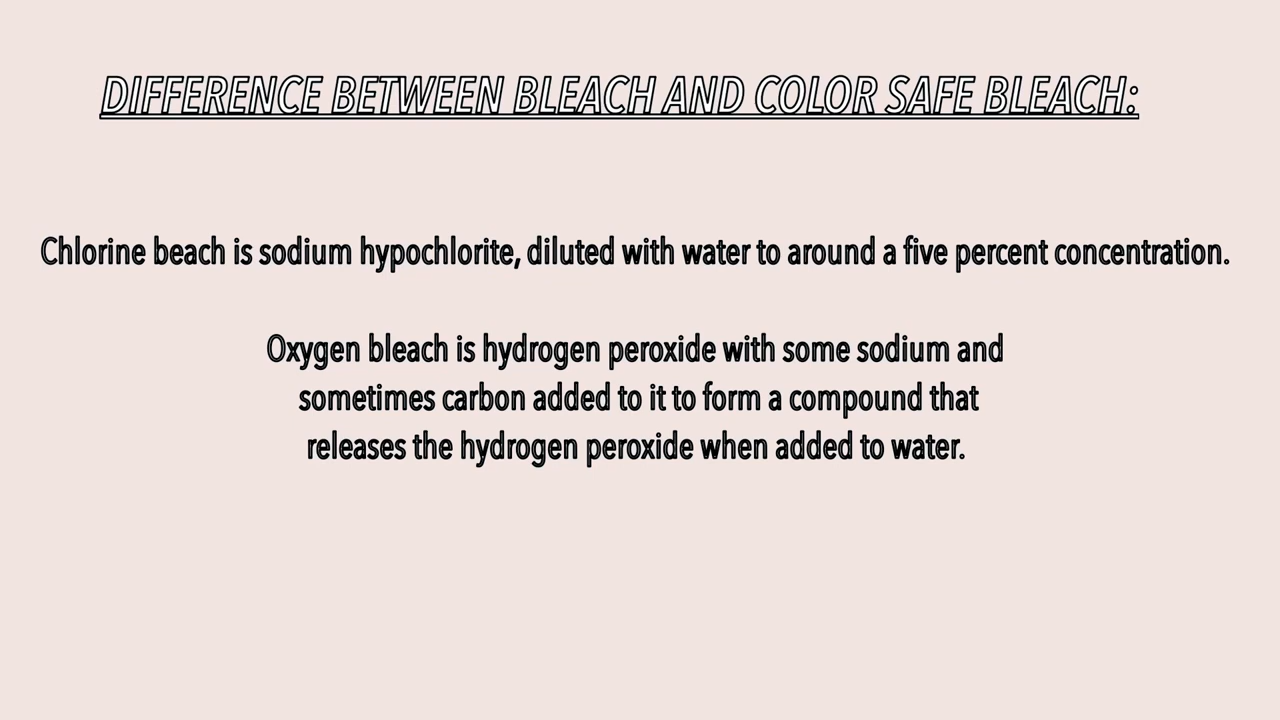 DIFFERENCE BETWEEN BLEACH AND COLOR SAFE BLEACH:
Chlorine beach is sodium hypochlorite, diluted with water to around a five percent concentration.
Oxygen bleach is hydrogen peroxide with some sodium and
sometimes carbon added to it to form a compound that
releases the hydrogen peroxide when added to water.